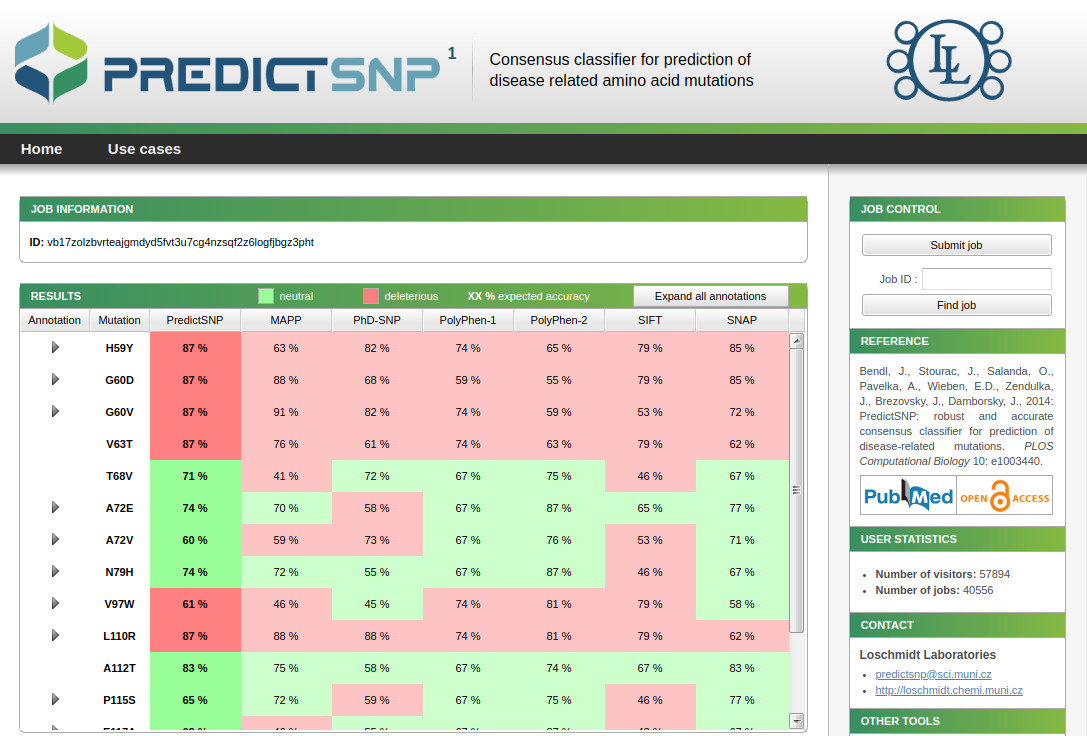 PREDICTSNP 1
Consensus classifier for prediction of
disease related amino acid mutations
LL
Home Use cases
JOB INFORMATION
ID: vb17zolzbvrteajgmdyd5fvt3u7cg4nzsqf2z6logfjbgz3pht
RESULTS neutral deleterious XX % expected accuracy Expand all annotations
Annotation Mutation PredictSNP MAPP PhD-SNP PolyPhen-1 PolyPhen-2 SIFT SNAP
H59Y 87 % 63 % 82 % 74 % 65 % 79 % 85 %
G60D 87 % 88 % 68 % 59 % 55 % 79 % 85 %
G60V 87 % 91 % 82 % 74 % 59 % 53 % 72 %
V63T 87 % 76 % 61 % 74 % 63 % 79 % 62 %
T68V 71 % 41 % 72 % 67 % 75 % 46 % 67 %
A72E 74 % 70 % 58 % 67 % 87 % 65 % 77 %
A72V 60 % 59 % 73 % 67 % 76 % 53 % 71 %
N79H 74 % 72 % 55 % 67 % 87 % 46 % 67 %
V97W 61 % 46 % 45 % 74 % 81 % 79 % 58 %
L110R 87 % 88 % 88 % 74 % 81 % 79 % 62 %
A112T 83 % 75 % 58 % 67 % 74 % 67 % 83 %
P115S 65 % 72 % 59 % 67 % 75 % 46 % 77 %
JOB CONTROL
Submit job
Job ID :
Find job
REFERENCE
Bendl, J., Stourac, J., Salanda, O.,
Pavelka, A., Wieben, E.D., Zendulka,
J., Brezovsky, J., Damborsky, J., 2014:
PredictSNP: robust and accurate
consensus classifier for prediction of
disease-related mutations. PLOS
Computational Biology 10: e1003440.
PubMed OPEN ACCESS
USER STATISTICS
Number of visitors: 57894
Number of jobs: 40556
CONTACT
Loschmidt Laboratories
predictsnp@sci.muni.cz
http://loschmidt.chemi.muni.cz
OTHER TOOLS